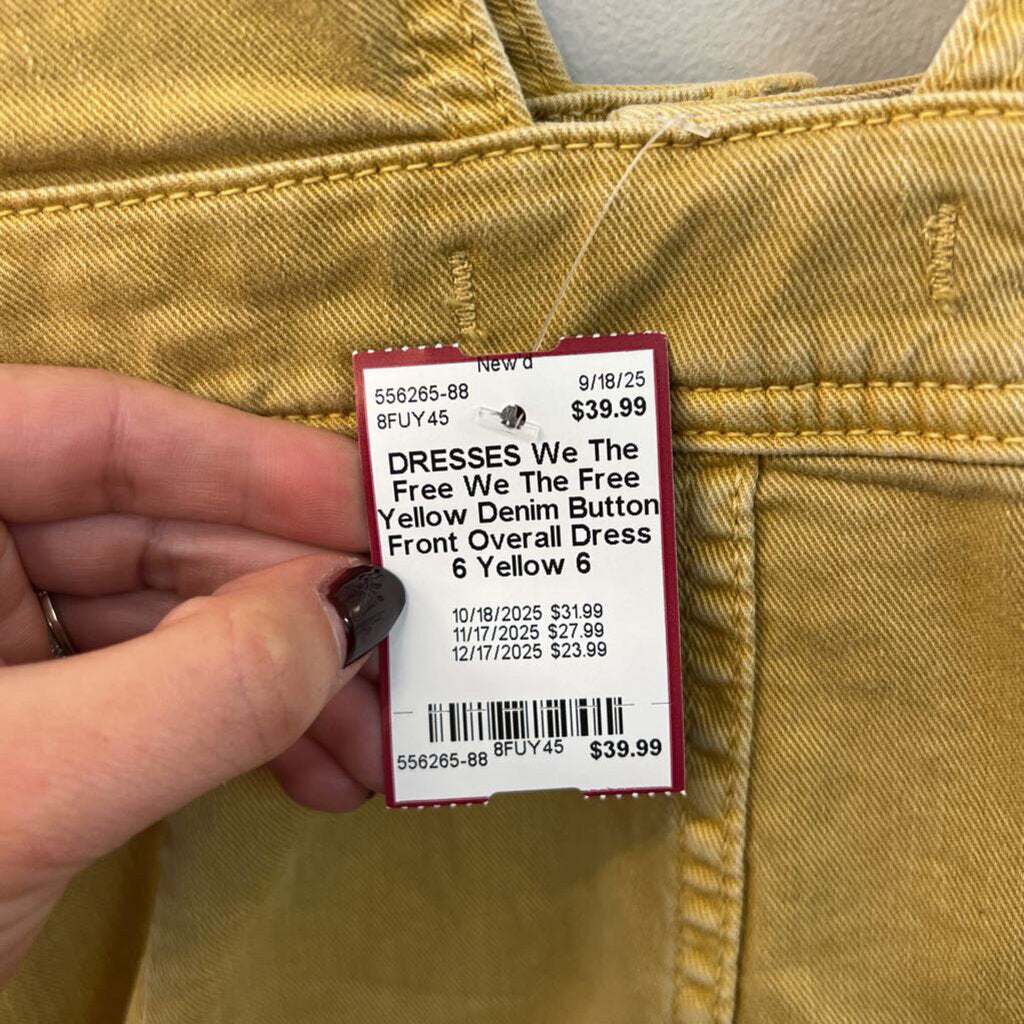 New'd
556265-88 9/18/25
8FUY45 $39.99
DRESSES We The
Free We The Free
Yellow Denim Button
Front Overall Dress
6 Yellow 6
10/18/2025 $31.99
11/17/2025 $27.99
12/17/2025 $23.99
556265-88 8FUY45 $39.99